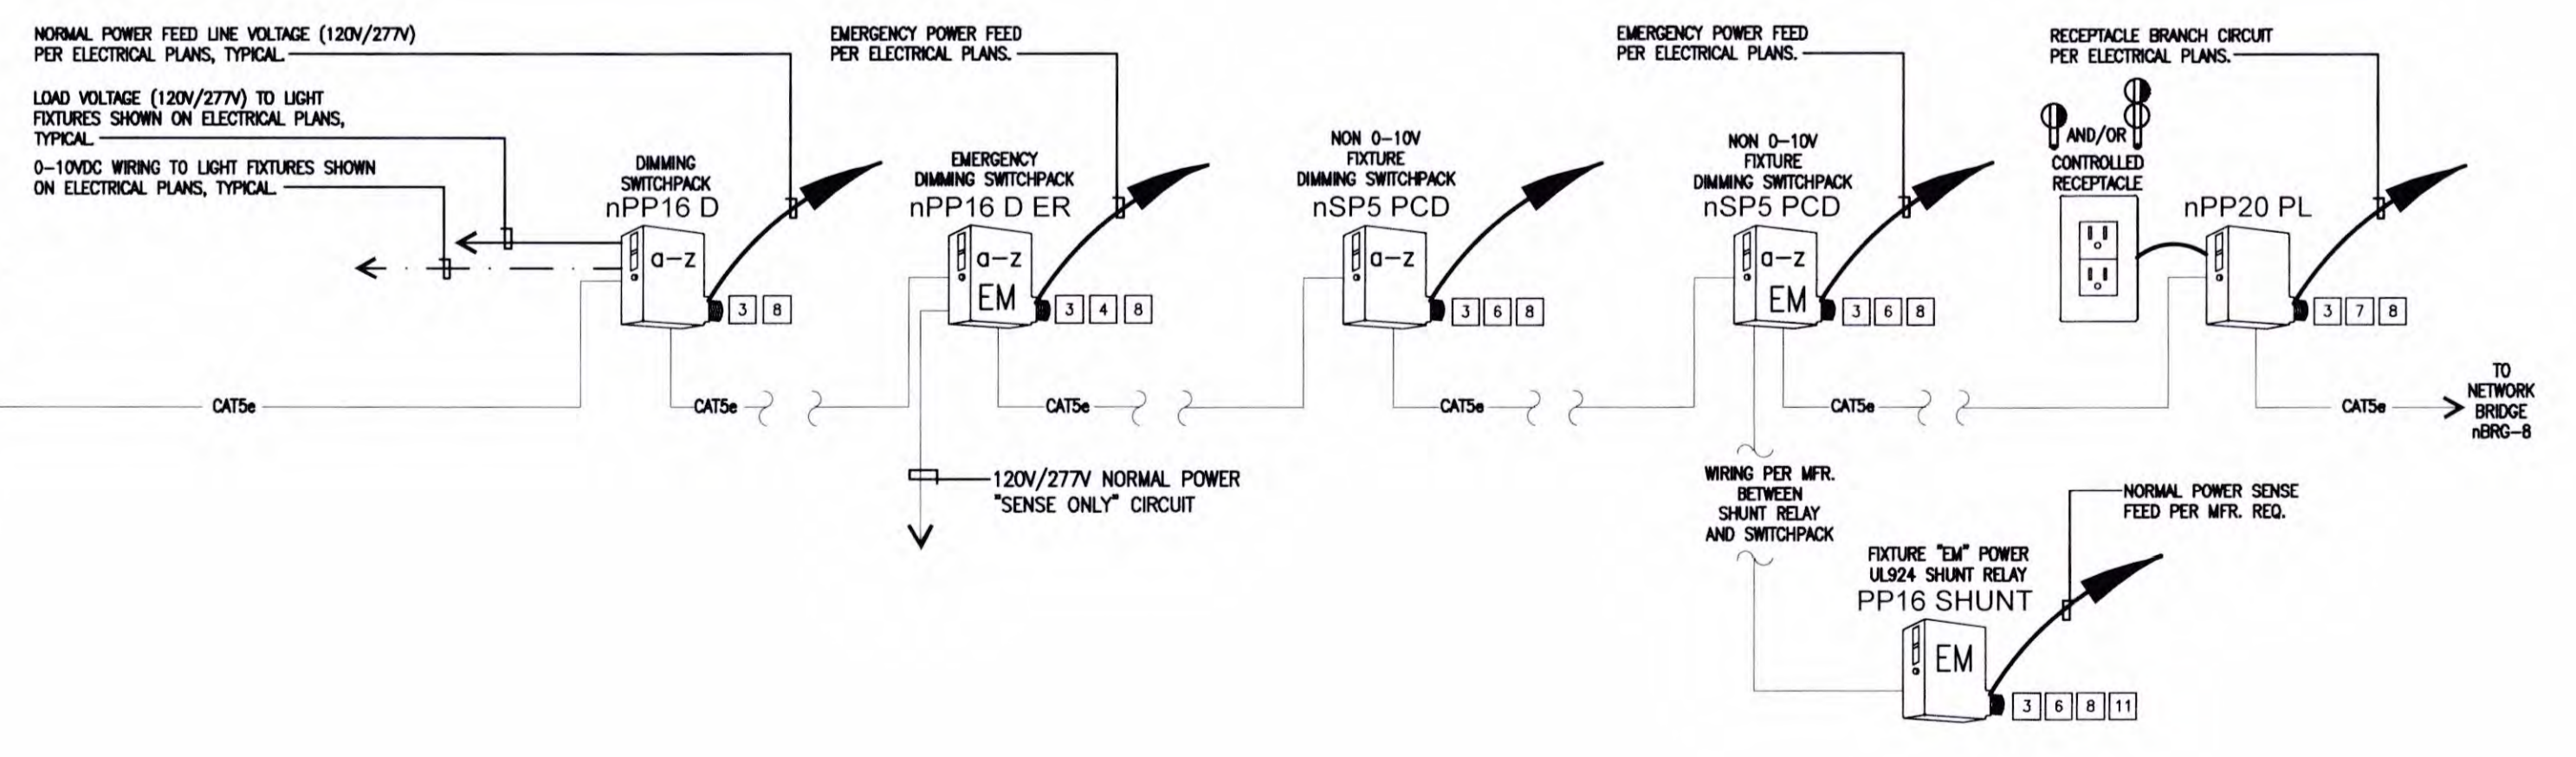 NORMAL POWER FEED LINE VOLTAGE (120V/277V)
PER ELECTRICAL PLANS, TYPICAL.
LOAD VOLTAGE (120V/277V) TO LIGHT
FIXTURES SHOWN ON ELECTRICAL PLANS,
TYPICAL
0-10VDC WIRING TO LIGHT FIXTURES SHOWN
ON ELECTRICAL PLANS, TYPICAL.
DIMMING
SWITCHPACK
nPP16 D
a-z
3 8
EMERGENCY POWER FEED
PER ELECTRICAL PLANS.
EMERGENCY
DIMMING SWITCHPACK
nPP16 D ER
a-z
EM
3 4 8
NON 0-10V
FIXTURE
DIMMING SWITCHPACK
nSP5 PCD
a-z
3 6 8
EMERGENCY POWER FEED
PER ELECTRICAL PLANS.
NON 0-10V
FIXTURE
DIMMING SWITCHPACK
nSP5 PCD
a-z
EM
3 6 8
RECEPTACLE BRANCH CIRCUIT
PER ELECTRICAL PLANS.
AND/OR
CONTROLLED
RECEPTACLE
nPP20 PL
3 7 8
CAT5e
CAT5e
CAT5e
CAT5e
CAT5e
CAT5e
TO
NETWORK
BRIDGE
nBRG-8
120V/277V NORMAL POWER
"SENSE ONLY" CIRCUIT
WIRING PER MFR.
BETWEEN
SHUNT RELAY
AND SWITCHPACK
NORMAL POWER SENSE
FEED PER MFR. REQ.
FIXTURE "EM" POWER
UL924 SHUNT RELAY
PP16 SHUNT
EM
3 6 8 11